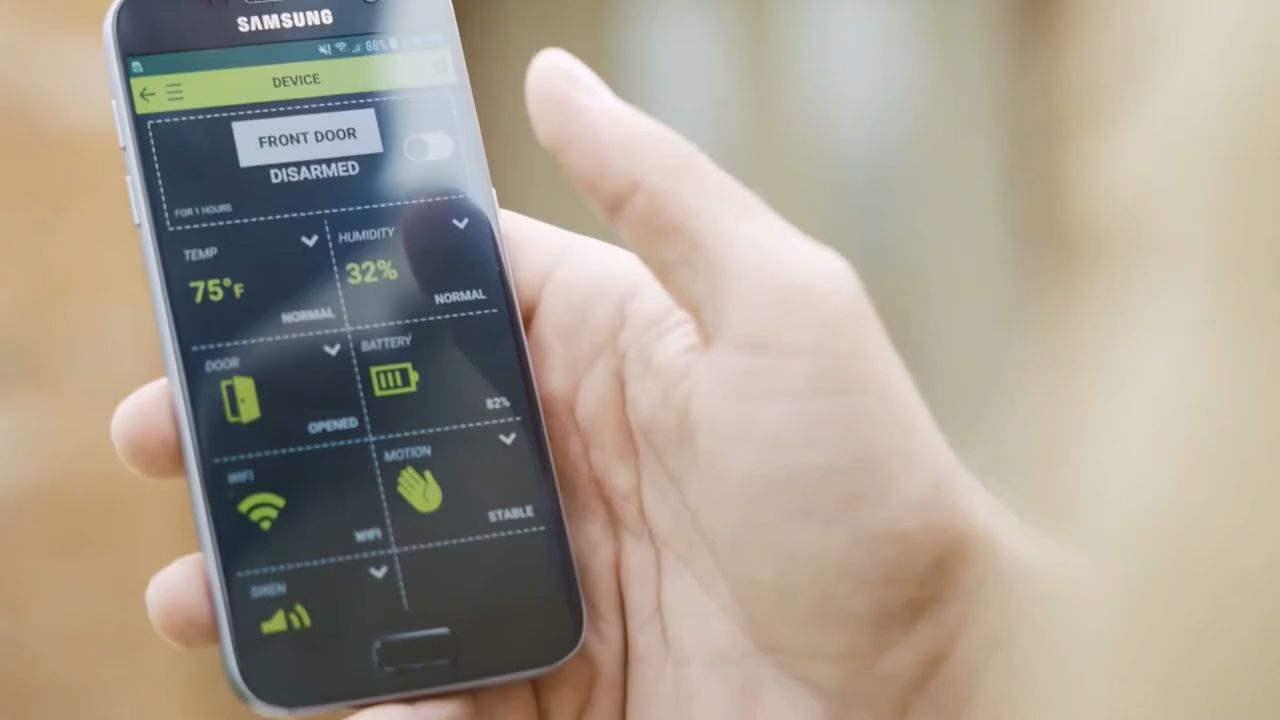 SAMSUNG
88%
DEVICE
FRONT DOOR
DISARMED
FOR 1 HOURS
TEMP
75°F
NORMAL
HUMIDITY
32%
NORMAL
DOOR
OPENED
BATTERY
82%
WIFI
WIFI
MOTION
STABLE
SIREN